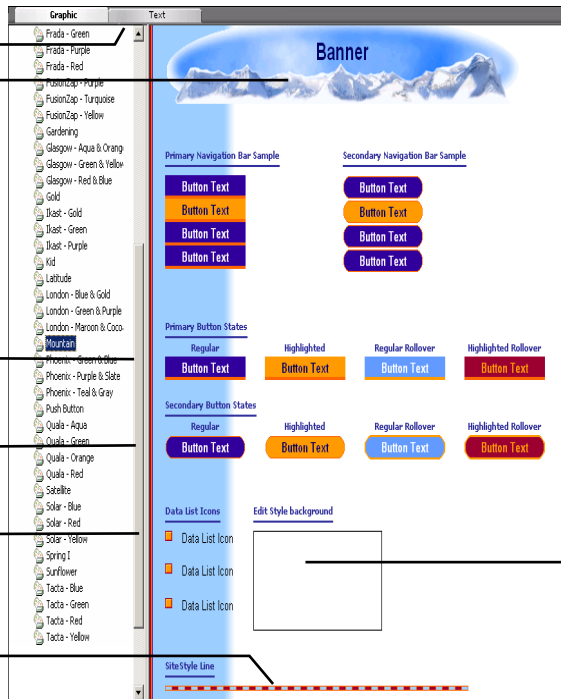 Graphic Text
Frada - Green
Frada - Purple
Frada - Red
FusionZap - Purple
FusionZap - Turquoise
FusionZap - Yellow
Gardening
Glasgow - Aqua & Orang
Glasgow - Green & Yellow
Glasgow - Red & Blue
Gold
Ikast - Gold
Ikast - Green
Ikast - Purple
Kid
Latitude
London - Blue & Gold
London - Green & Purple
London - Maroon & Coco
Mountain
Phoenix - Green & Blue
Phoenix - Purple & Slate
Phoenix - Teal & Gray
Push Button
Quala - Aqua
Quala - Green
Quala - Orange
Quala - Red
Satellite
Solar - Blue
Solar - Red
Solar - Yellow
Spring I
Sunflower
Tacta - Blue
Tacta - Green
Tacta - Red
Tacta - Yellow
Banner
Primary Navigation Bar Sample
Button Text
Button Text
Button Text
Button Text
Secondary Navigation Bar Sample
Button Text
Button Text
Button Text
Button Text
Primary Button States
Regular Highlighted Regular Rollover Highlighted Rollover
Button Text Button Text Button Text Button Text
Secondary Button States
Regular Highlighted Regular Rollover Highlighted Rollover
Button Text Button Text Button Text Button Text
Data List Icons
Data List Icon
Data List Icon
Data List Icon
Edit Style background
SiteStyle Line